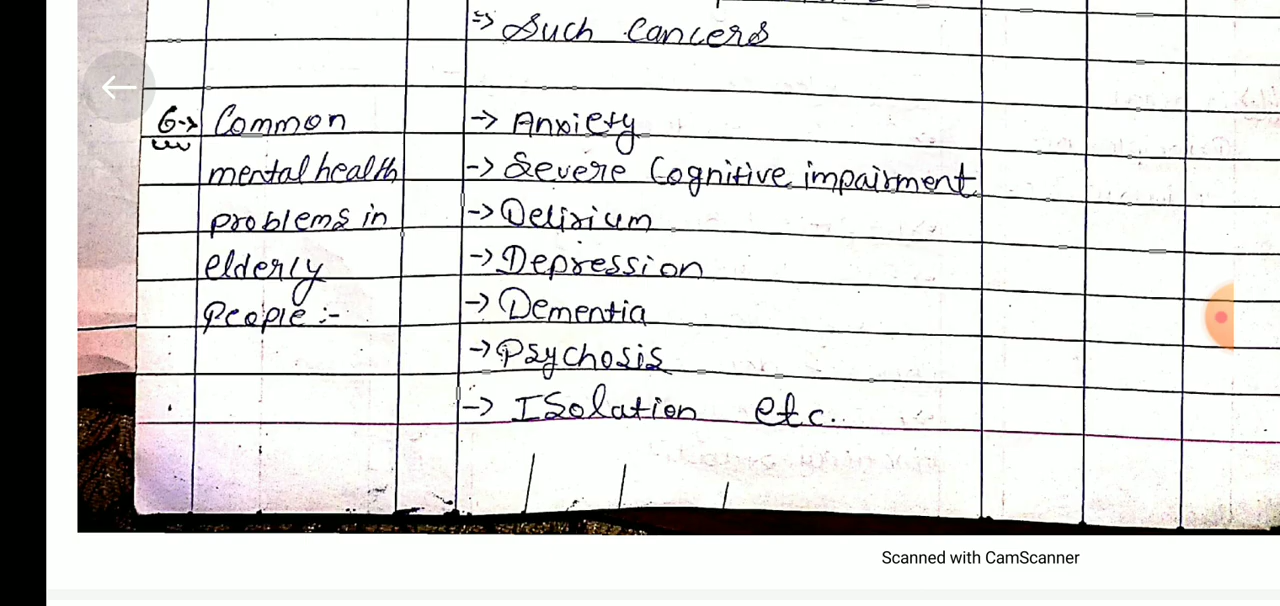 => Such Cancers
6-> Common -> Anxiety
mental health -> Severe Cognitive impairment
problems in -> Delirium
elderly -> Depression
People :- -> Dementia
-> Psychosis
-> ISolation etc.
Scanned with CamScanner